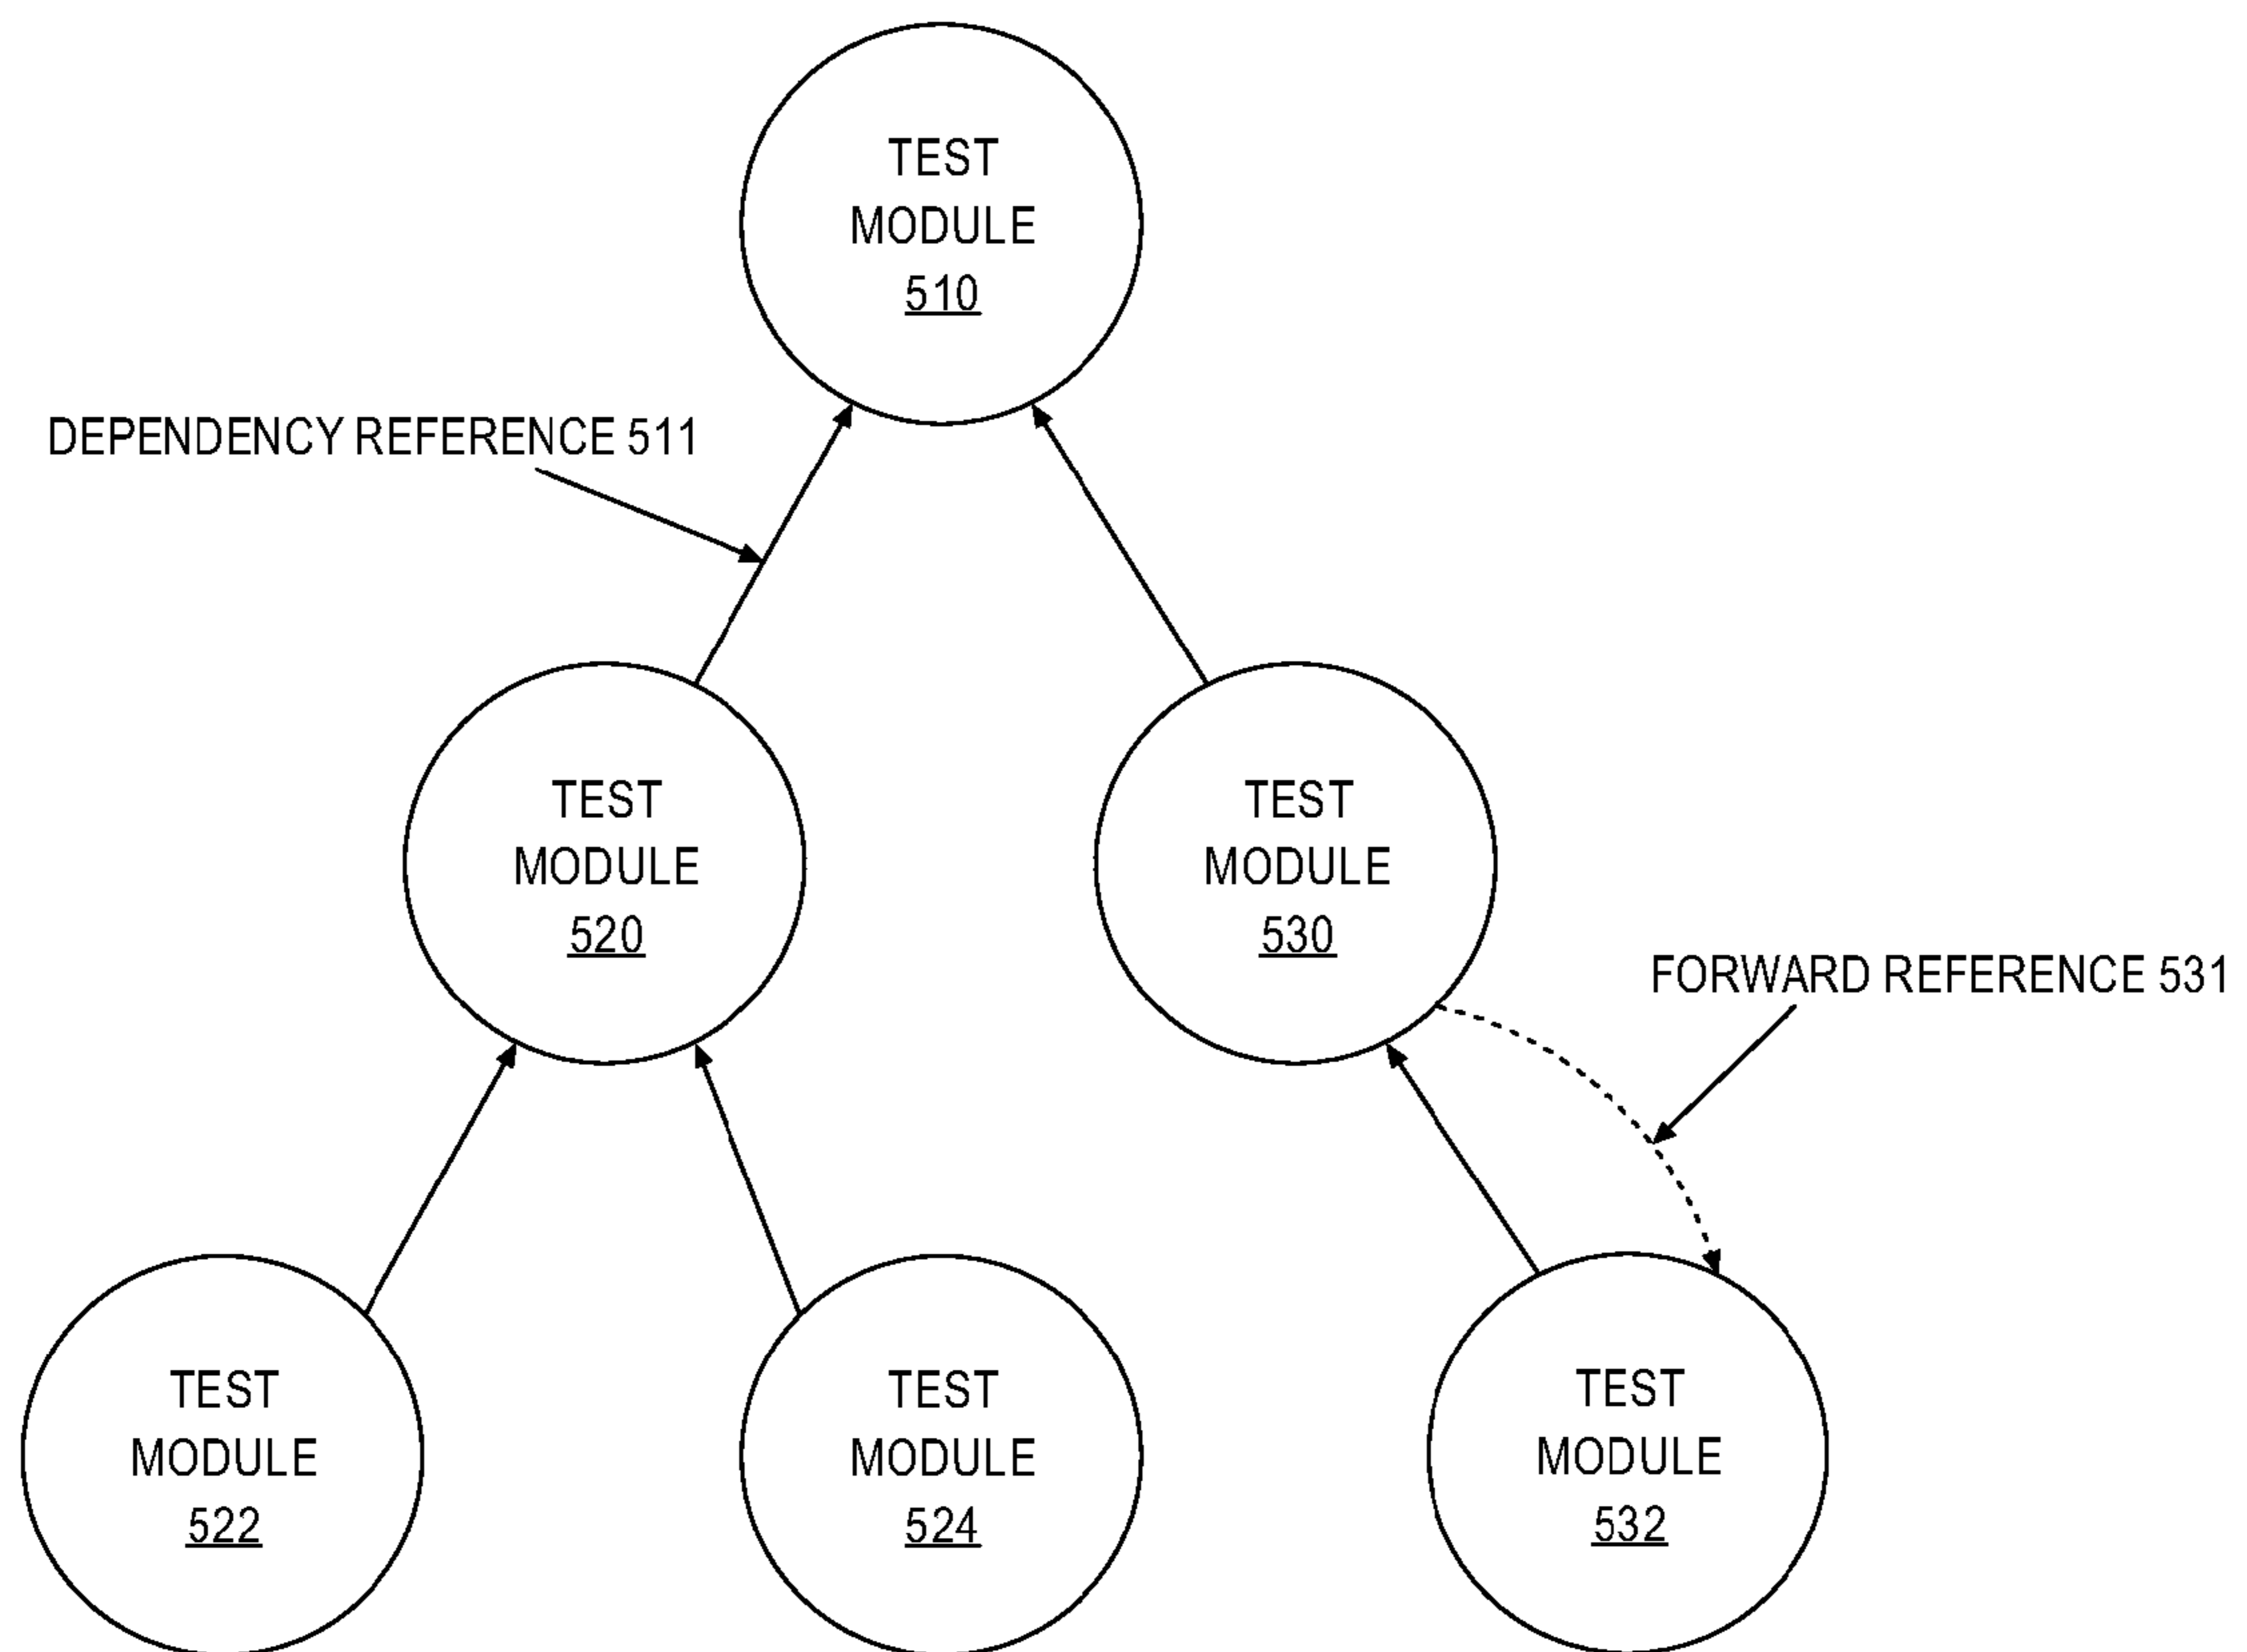 TEST
MODULE
510
DEPENDENCY REFERENCE 511
TEST
MODULE
520
TEST
MODULE
530
FORWARD REFERENCE 531
TEST
MODULE
522
TEST
MODULE
524
TEST
MODULE
532